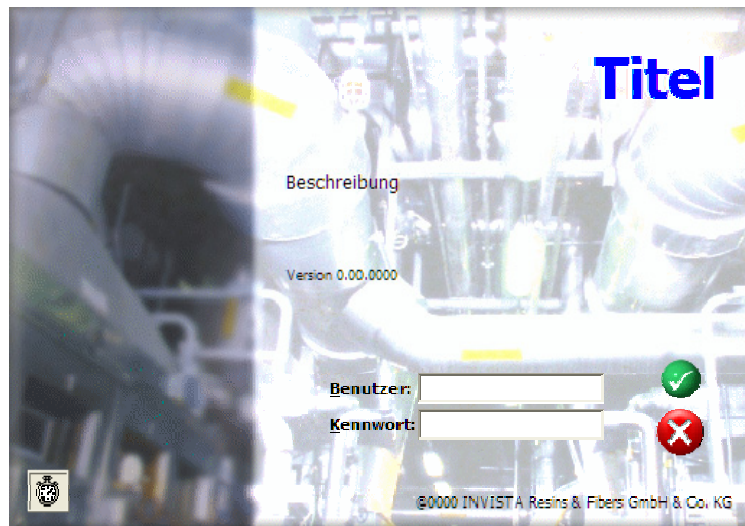 Titel
Beschreibung
Version 0.00.0000
Benutzer:
Kennwort:
©0000 INVISTA Resins & Fibers GmbH & Co. KG